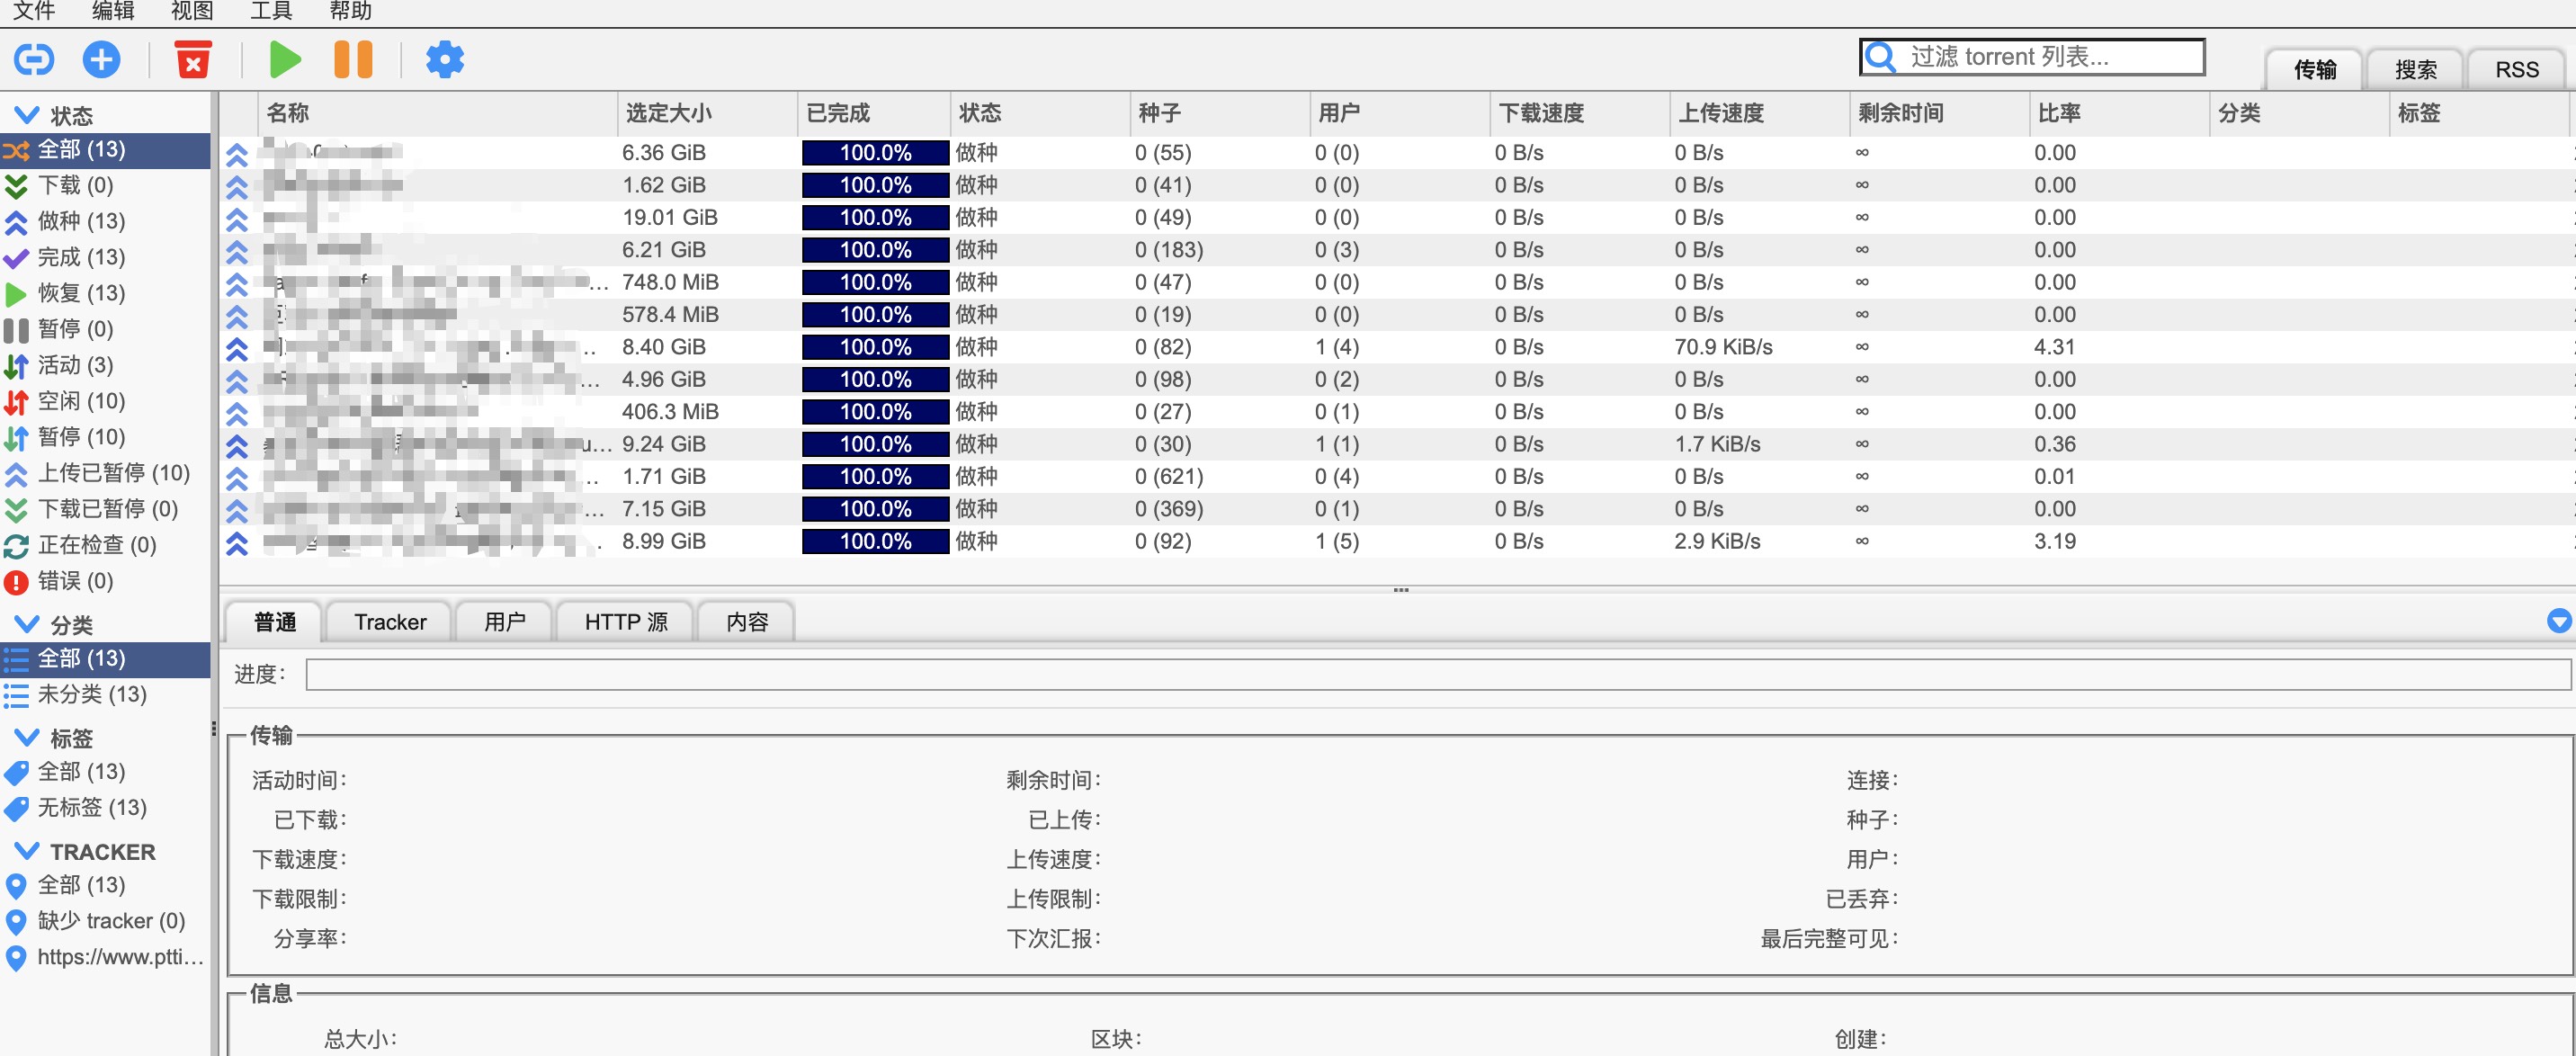 文件 编辑 视图 工具 帮助
过滤 torrent 列表...
传输 搜索 RSS
状态
全部 (13)
下载 (0)
做种 (13)
完成 (13)
恢复 (13)
暂停 (0)
活动 (3)
空闲 (10)
暂停 (10)
上传已暂停 (10)
下载已暂停 (0)
正在检查 (0)
错误 (0)
分类
全部 (13)
未分类 (13)
标签
全部 (13)
无标签 (13)
TRACKER
全部 (13)
缺少 tracker (0)
https://www.ptti...
名称 选定大小 已完成 状态 种子 用户 下载速度 上传速度 剩余时间 比率 分类 标签
6.36 GiB 100.0% 做种 0 (55) 0 (0) 0 B/s 0 B/s ∞ 0.00
1.62 GiB 100.0% 做种 0 (41) 0 (0) 0 B/s 0 B/s ∞ 0.00
19.01 GiB 100.0% 做种 0 (49) 0 (0) 0 B/s 0 B/s ∞ 0.00
6.21 GiB 100.0% 做种 0 (183) 0 (3) 0 B/s 0 B/s ∞ 0.00
... 748.0 MiB 100.0% 做种 0 (47) 0 (0) 0 B/s 0 B/s ∞ 0.00
578.4 MiB 100.0% 做种 0 (19) 0 (0) 0 B/s 0 B/s ∞ 0.00
8.40 GiB 100.0% 做种 0 (82) 1 (4) 0 B/s 70.9 KiB/s ∞ 4.31
... 4.96 GiB 100.0% 做种 0 (98) 0 (2) 0 B/s 0 B/s ∞ 0.00
406.3 MiB 100.0% 做种 0 (27) 0 (1) 0 B/s 0 B/s ∞ 0.00
u... 9.24 GiB 100.0% 做种 0 (30) 1 (1) 0 B/s 1.7 KiB/s ∞ 0.36
1.71 GiB 100.0% 做种 0 (621) 0 (4) 0 B/s 0 B/s ∞ 0.01
... 7.15 GiB 100.0% 做种 0 (369) 0 (1) 0 B/s 0 B/s ∞ 0.00
8.99 GiB 100.0% 做种 0 (92) 1 (5) 0 B/s 2.9 KiB/s ∞ 3.19
普通 Tracker 用户 HTTP 源 内容
进度：
传输
活动时间： 剩余时间： 连接：
已下载： 已上传： 种子：
下载速度： 上传速度： 用户：
下载限制： 上传限制： 已丢弃：
分享率： 下次汇报： 最后完整可见：
信息
总大小： 区块： 创建：